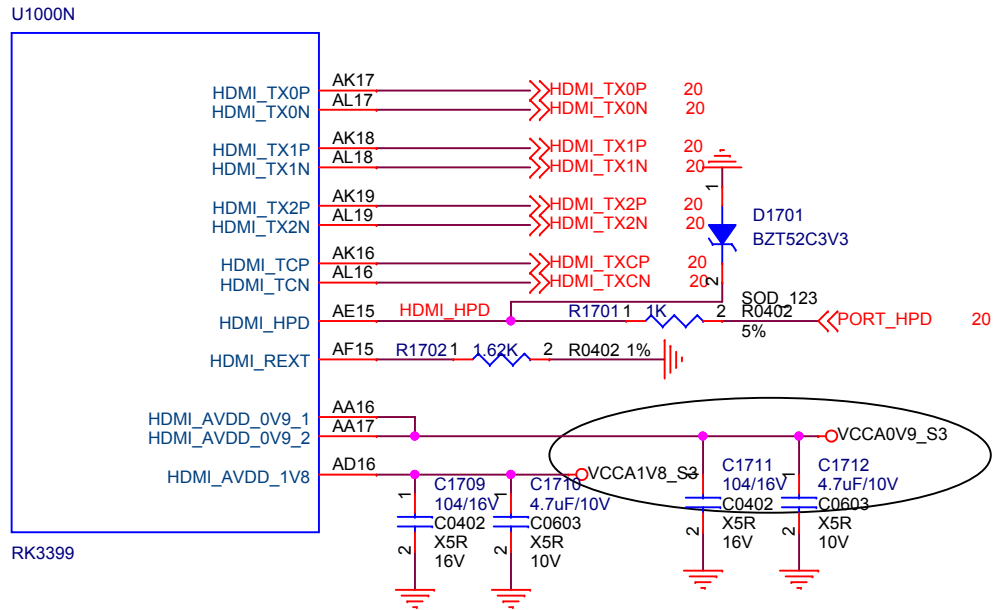 U1000N
HDMI_TX0P AK17 HDMI_TX0P 20
HDMI_TX0N AL17 HDMI_TX0N 20
HDMI_TX1P AK18 HDMI_TX1P 20
HDMI_TX1N AL18 HDMI_TX1N 20
1
HDMI_TX2P AK19 HDMI_TX2P 20
HDMI_TX2N AL19 HDMI_TX2N 20
D1701
BZT52C3V3
HDMI_TCP AK16 HDMI_TXCP 20
HDMI_TCN AL16 HDMI_TXCN 20
2
SOD_123
HDMI_HPD AE15 HDMI_HPD R1701 1 1K 2 R0402 PORT_HPD 20
5%
HDMI_REXT AF15 R1702 1 1.62K 2 R0402 1%
HDMI_AVDD_0V9_1 AA16
HDMI_AVDD_0V9_2 AA17 VCCA0V9_S3
HDMI_AVDD_1V8 AD16 VCCA1V8_S3
1 C1709 1 C1710 1 C1711 1 C1712
104/16V 4.7uF/10V 104/16V 4.7uF/10V
C0402 C0603 C0402 C0603
2 X5R 2 X5R 2 X5R 2 X5R
16V 10V 16V 10V
RK3399